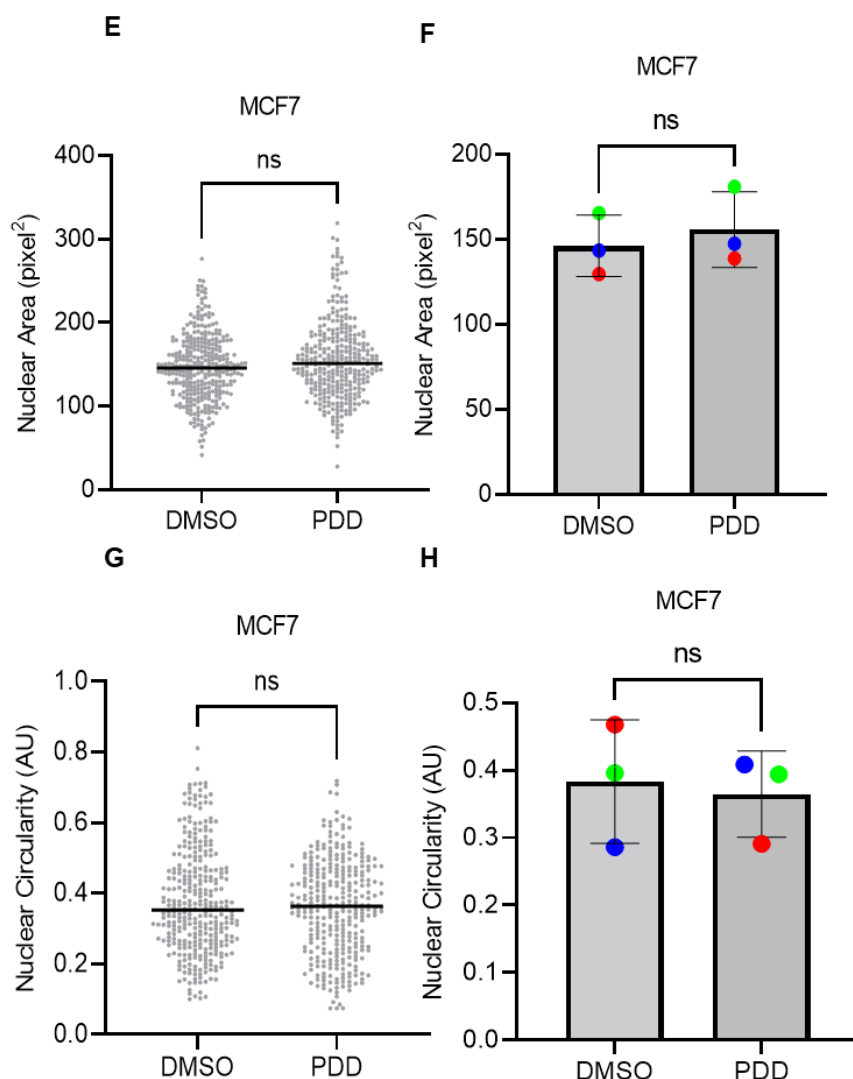 E
MCF7
ns
400
300
200
100
0
Nuclear Area (pixel²)
DMSO PDD
F
MCF7
ns
200
150
100
50
0
Nuclear Area (pixel²)
DMSO PDD
G
MCF7
ns
1.0
0.8
0.6
0.4
0.2
0.0
Nuclear Circularity (AU)
DMSO PDD
H
MCF7
ns
0.5
0.4
0.3
0.2
0.1
0.0
Nuclear Circularity (AU)
DMSO PDD